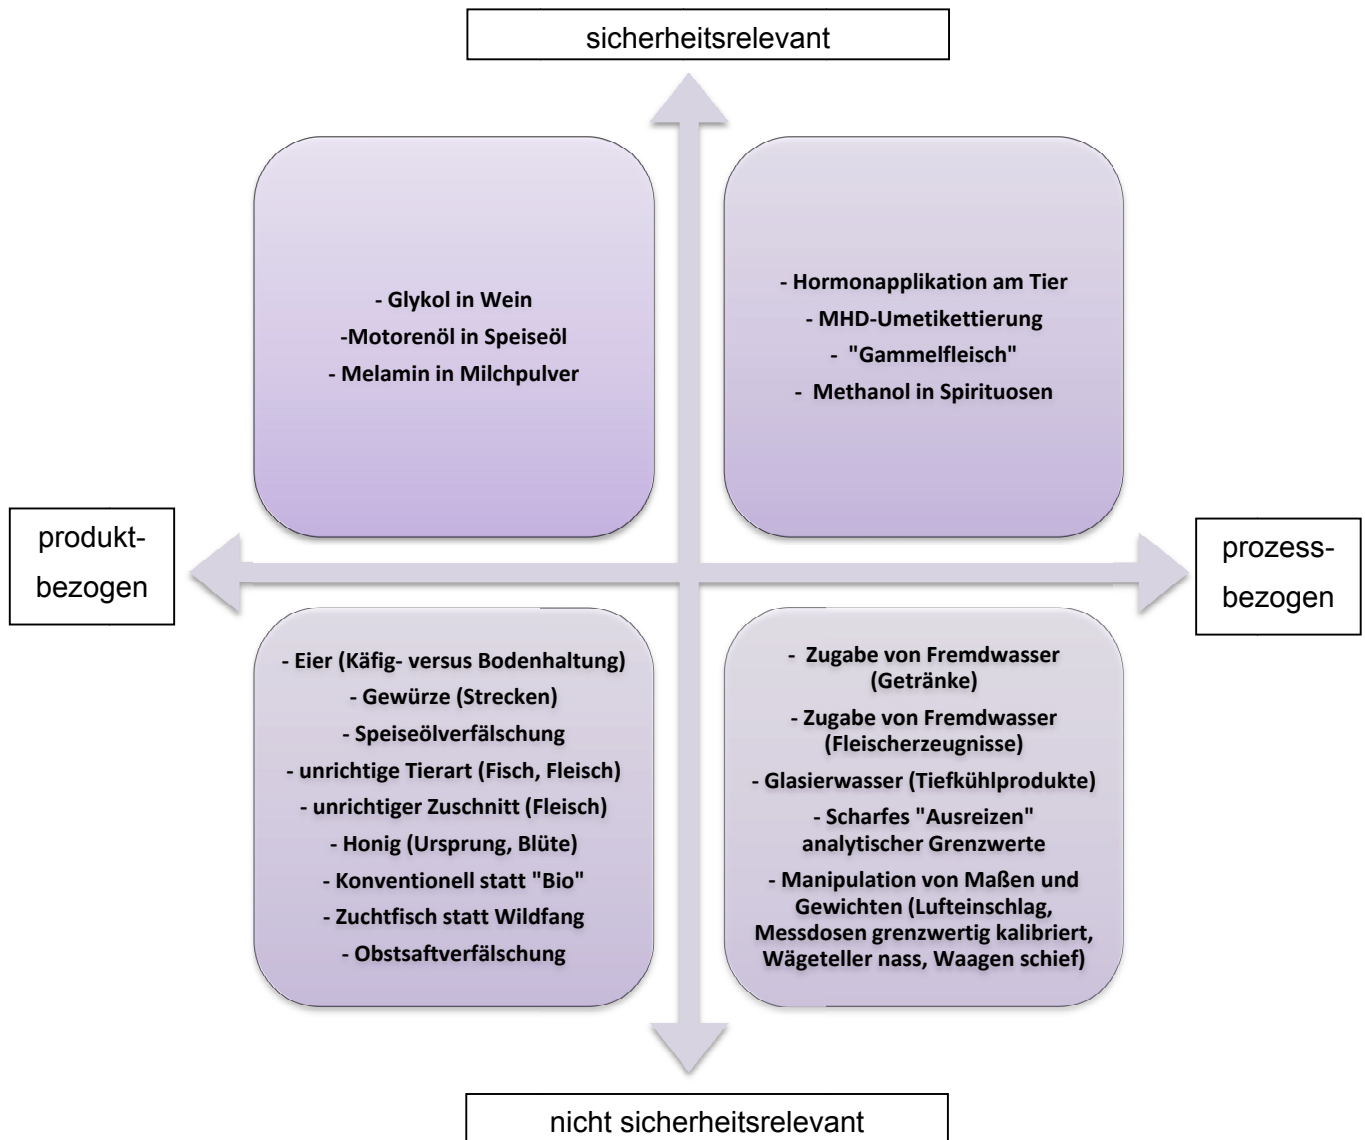 sicherheitsrelevant
- Glykol in Wein
-Motorenöl in Speiseöl
- Melamin in Milchpulver
- Hormonapplikation am Tier
- MHD-Umetikettierung
- "Gammelfleisch"
- Methanol in Spirituosen
produkt-
bezogen
prozess-
bezogen
- Eier (Käfig- versus Bodenhaltung)
- Gewürze (Strecken)
- Speiseölverfälschung
- unrichtige Tierart (Fisch, Fleisch)
- unrichtiger Zuschnitt (Fleisch)
- Honig (Ursprung, Blüte)
- Konventionell statt "Bio"
- Zuchtfisch statt Wildfang
- Obstsaftverfälschung
- Zugabe von Fremdwasser
(Getränke)
- Zugabe von Fremdwasser
(Fleischerzeugnisse)
- Glasierwasser (Tiefkühlprodukte)
- Scharfes "Ausreizen"
analytischer Grenzwerte
- Manipulation von Maßen und
Gewichten (Lufteinschlag,
Messdosen grenzwertig kalibriert,
Wägeteller nass, Waagen schief)
nicht sicherheitsrelevant